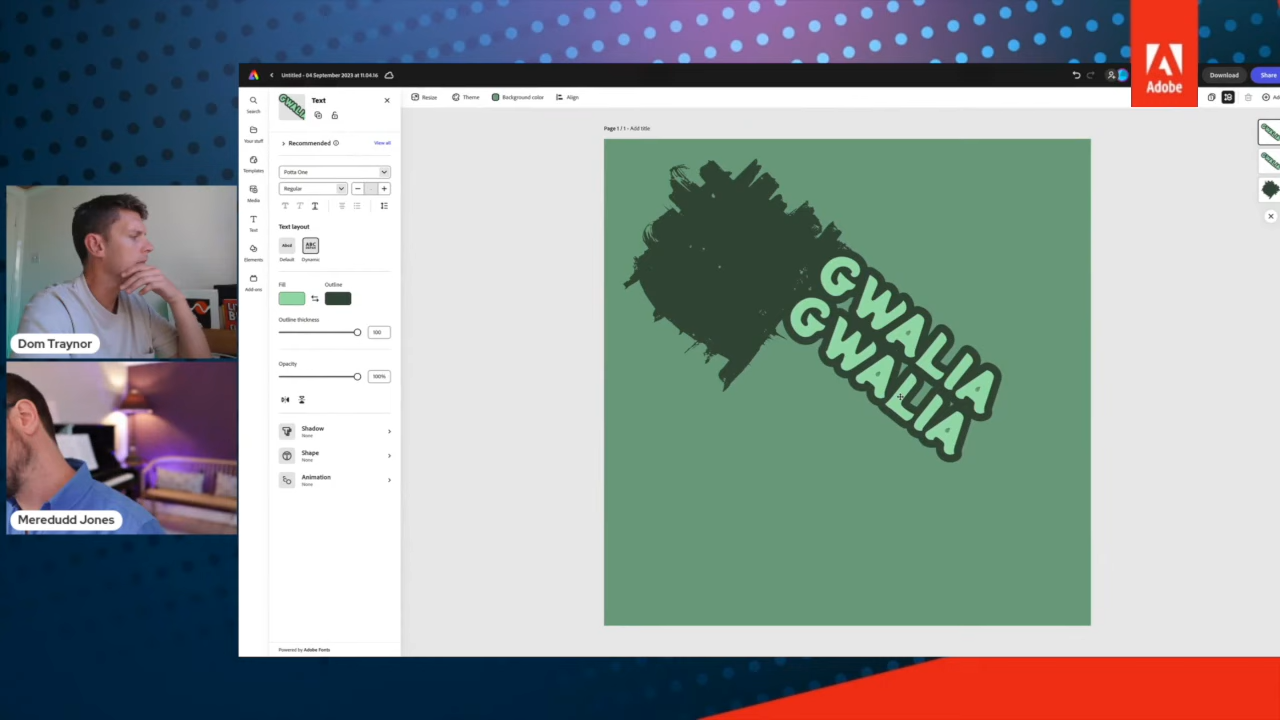 Adobe
Untitled - 04 September 2023 at 11.04.16
Download
Share
Search
Your stuff
Templates
Media
Text
Elements
Add-ons
Text
Recommended
View all
Potta One
Regular
Text layout
Abcd
Default
ABC
Dynamic
Fill
Outline
Outline thickness
100
Opacity
100%
Shadow
None
Shape
None
Animation
None
Powered by Adobe Fonts
Resize
Theme
Background color
Align
Page 1 / 1 - Add title
GWALIA
GWALIA
Dom Traynor
Meredudd Jones